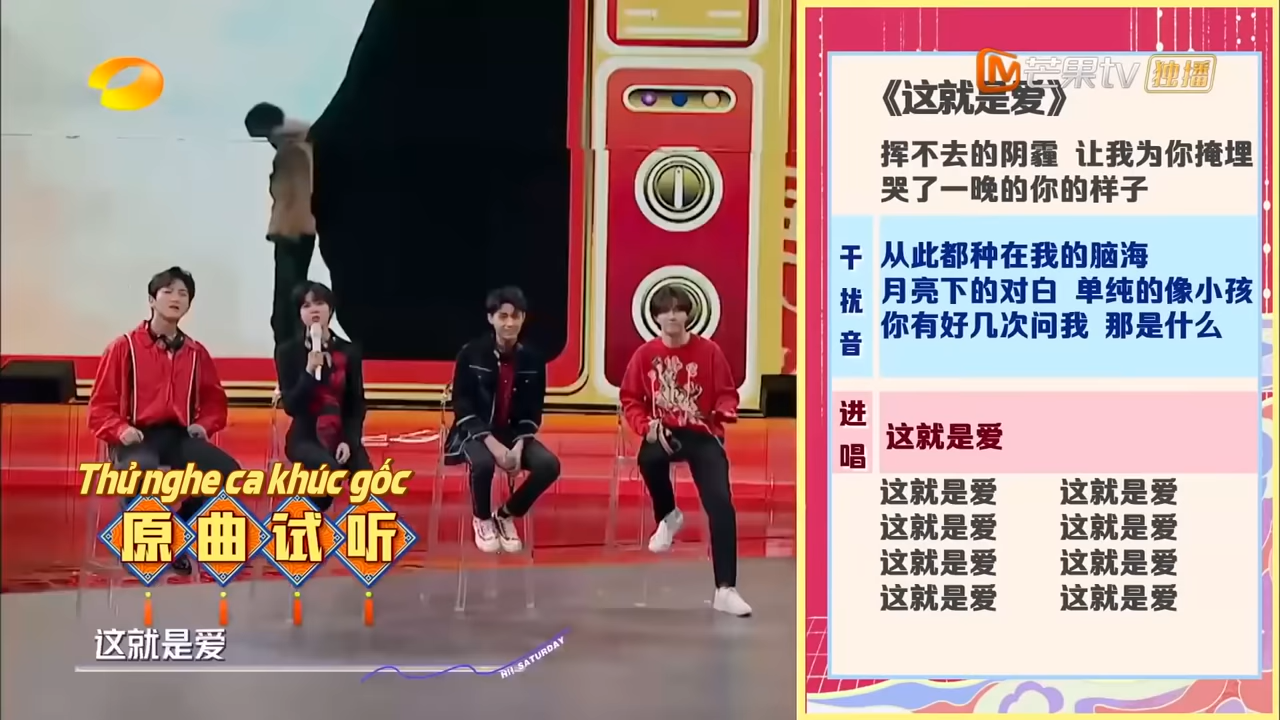 芒果tv 独播
《这就是爱》
挥不去的阴霾 让我为你掩埋
哭了一晚的你的样子
干扰音
从此都种在我的脑海
月亮下的对白 单纯的像小孩
你有好几次问我 那是什么
进唱
这就是爱
这就是爱 这就是爱
这就是爱 这就是爱
这就是爱 这就是爱
这就是爱 这就是爱
Thử nghe ca khúc gốc
原曲试听
这就是爱
HI.SATURDAY